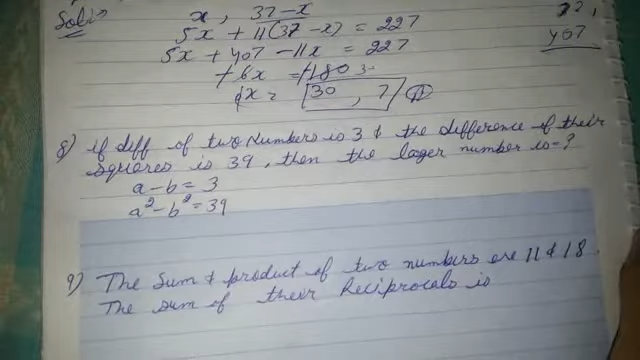 Sol:→ x, 37-x
5x + 11(37-x) = 227
5x + 407 - 11x = 227
+6x = +180
x = 30, 7
407
8) If diff of two Numbers is 3 & the difference of their
squares is 39, then the larger number is = ?
a-b = 3
a²-b² = 39
9) The Sum & product of two numbers are 11 & 18.
The sum of their Reciprocals is